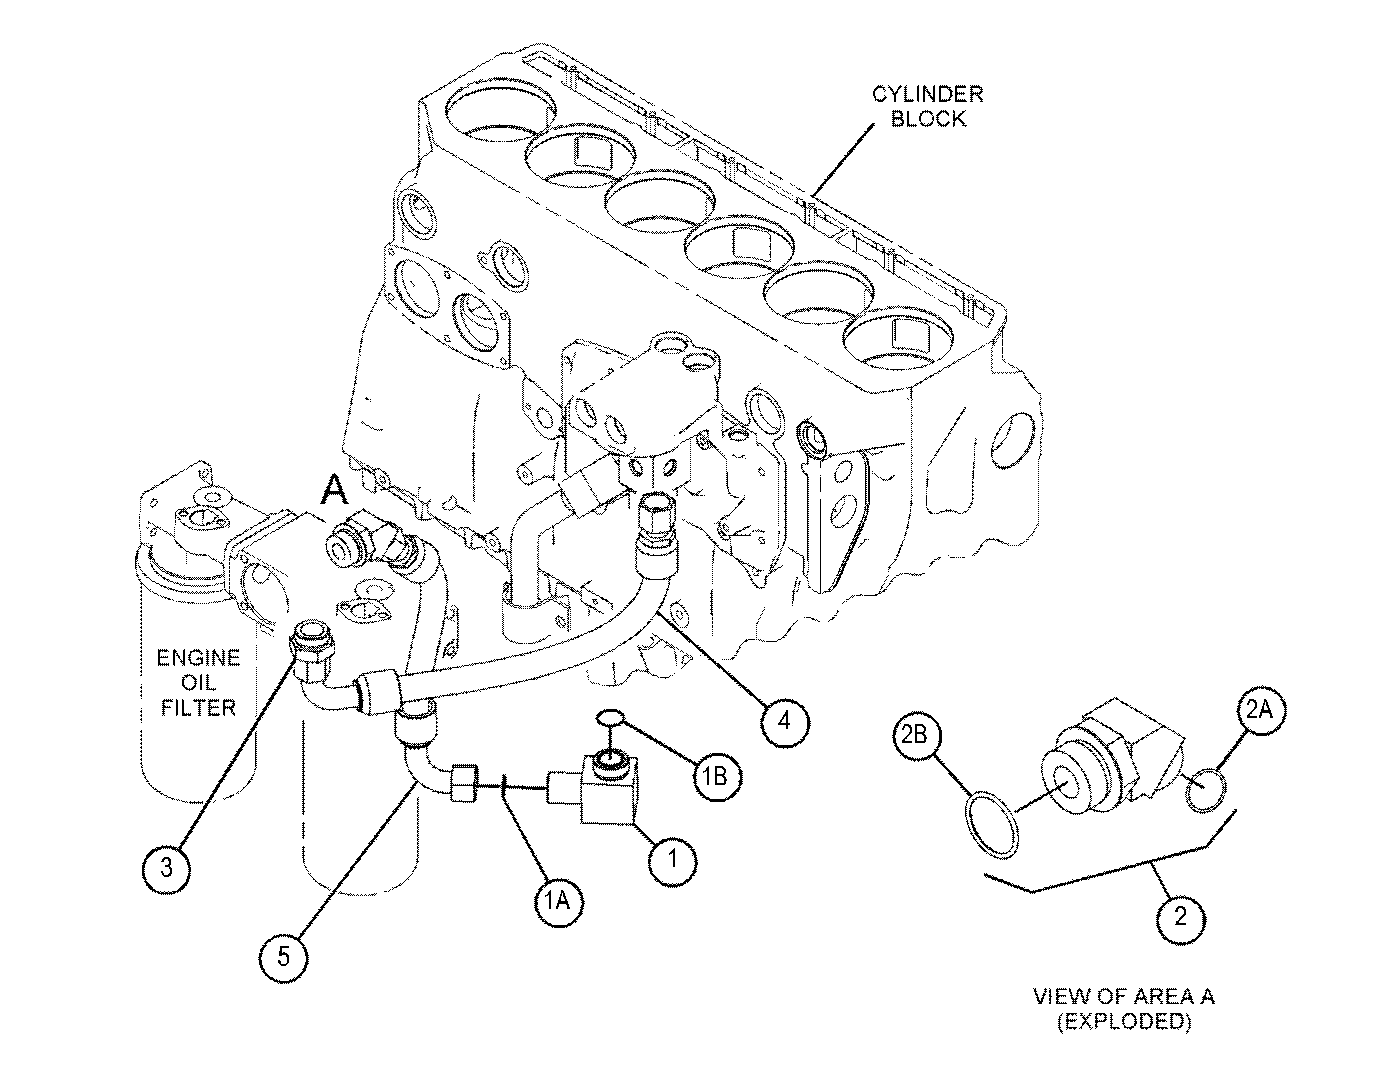 CYLINDER
BLOCK
A
ENGINE
OIL
FILTER
4
1B
2B
2A
3
1
1A
2
5
VIEW OF AREA A
(EXPLODED)